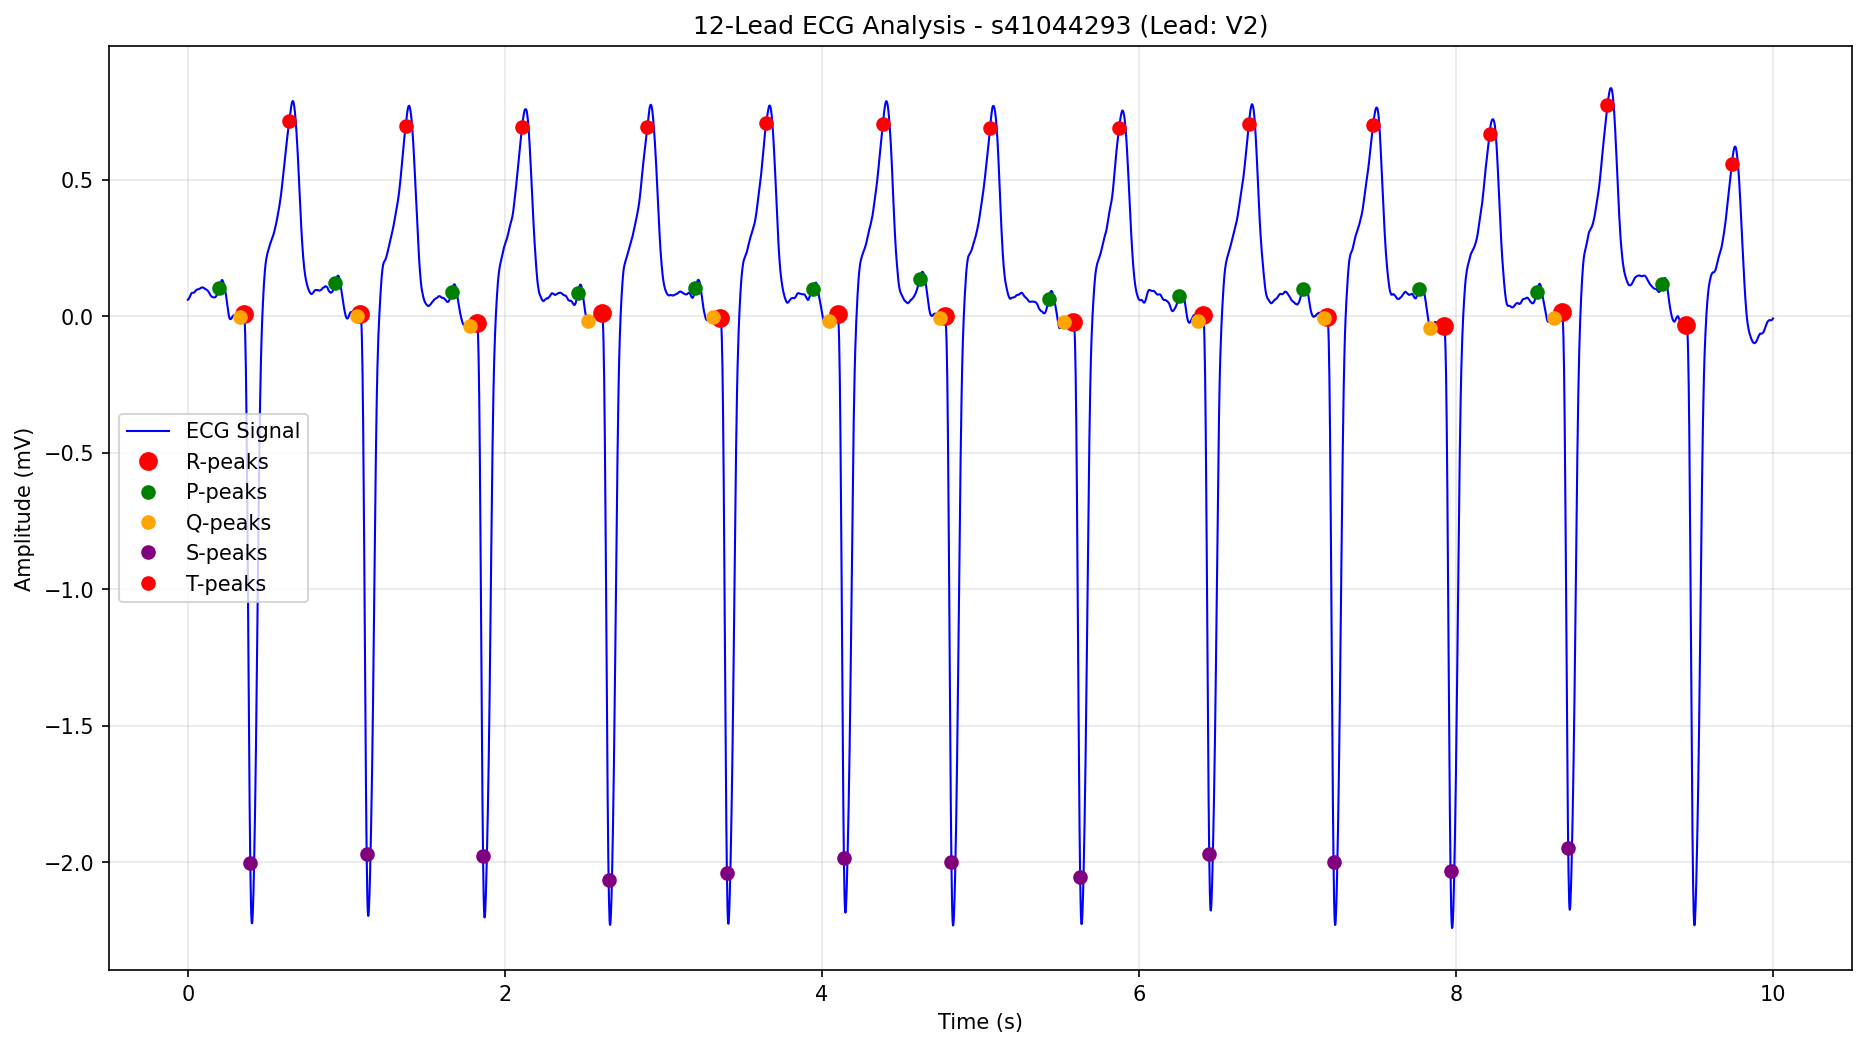 12-Lead ECG Analysis - s41044293 (Lead: V2)
Amplitude (mV)
0.5
0.0
−0.5
−1.0
−1.5
−2.0
ECG Signal
R-peaks
P-peaks
Q-peaks
S-peaks
T-peaks
0 2 4 6 8 10
Time (s)